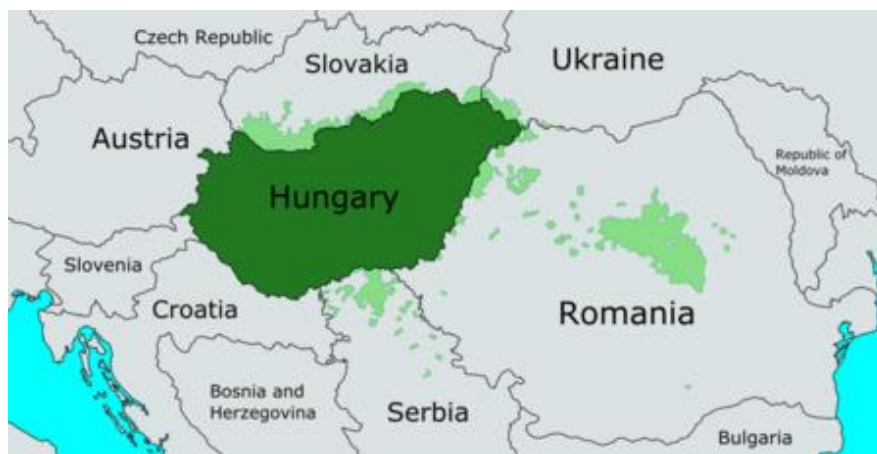 Czech Republic
Slovakia
Ukraine
Austria
Republic of
Moldova
Hungary
Slovenia
Croatia
Romania
Bosnia and
Herzegovina
Serbia
Bulgaria